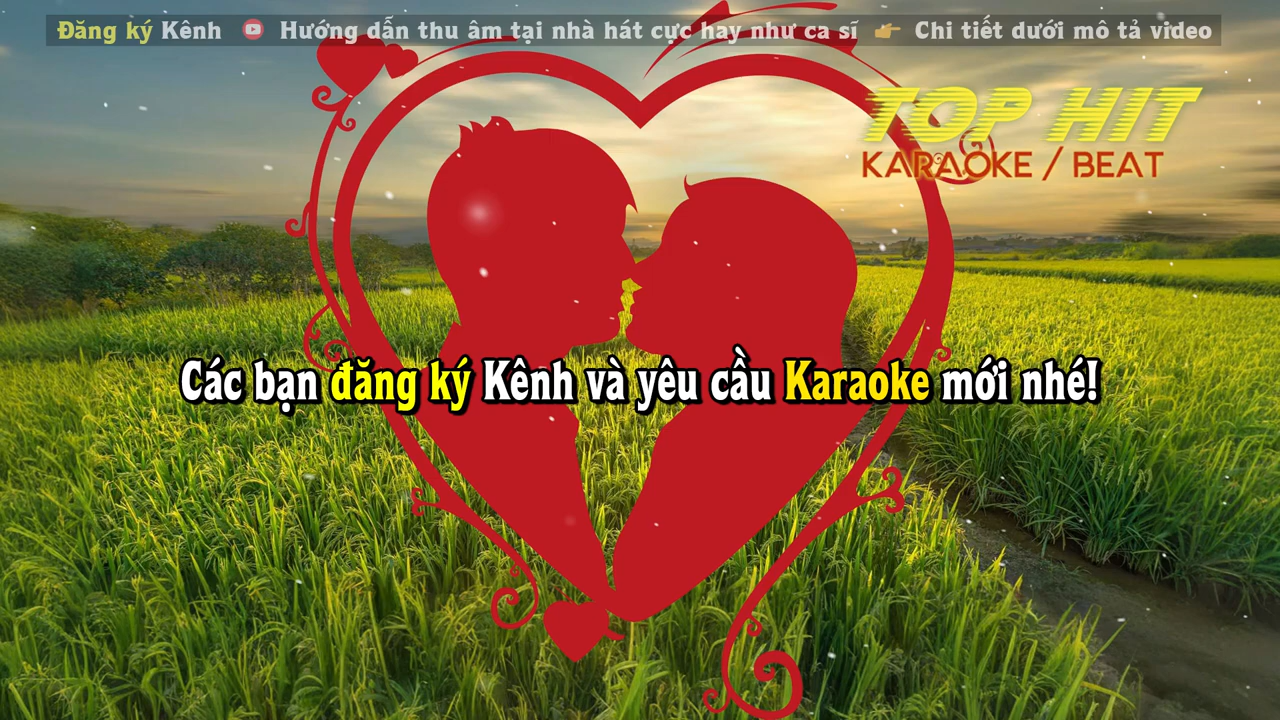 Đăng ký Kênh Hướng dẫn thu âm tại nhà hát cực hay như ca sĩ 👉 Chi tiết dưới mô tả video
TOP HIT
KARAOKE / BEAT
Các bạn đăng ký Kênh và yêu cầu Karaoke mới nhé!